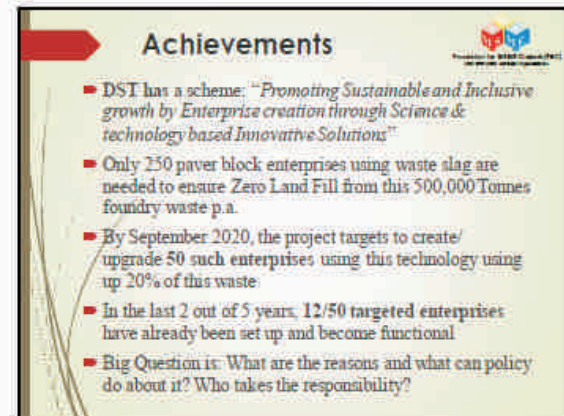 Achievements
DST has a scheme: "Promoting Sustainable and Inclusive
growth by Enterprise creation through Science &
technology based Innovative Solutions"
Only 250 paver block enterprises using waste slag are
needed to ensure Zero Land Fill from this 500,000 Tonnes
foundry waste p.a.
By September 2020, the project targets to create/
upgrade 50 such enterprises using this technology using
up 20% of this waste
In the last 2 out of 5 years, 12/50 targeted enterprises
have already been set up and become functional
Big Question is: What are the reasons and what can policy
do about it? Who takes the responsibility?